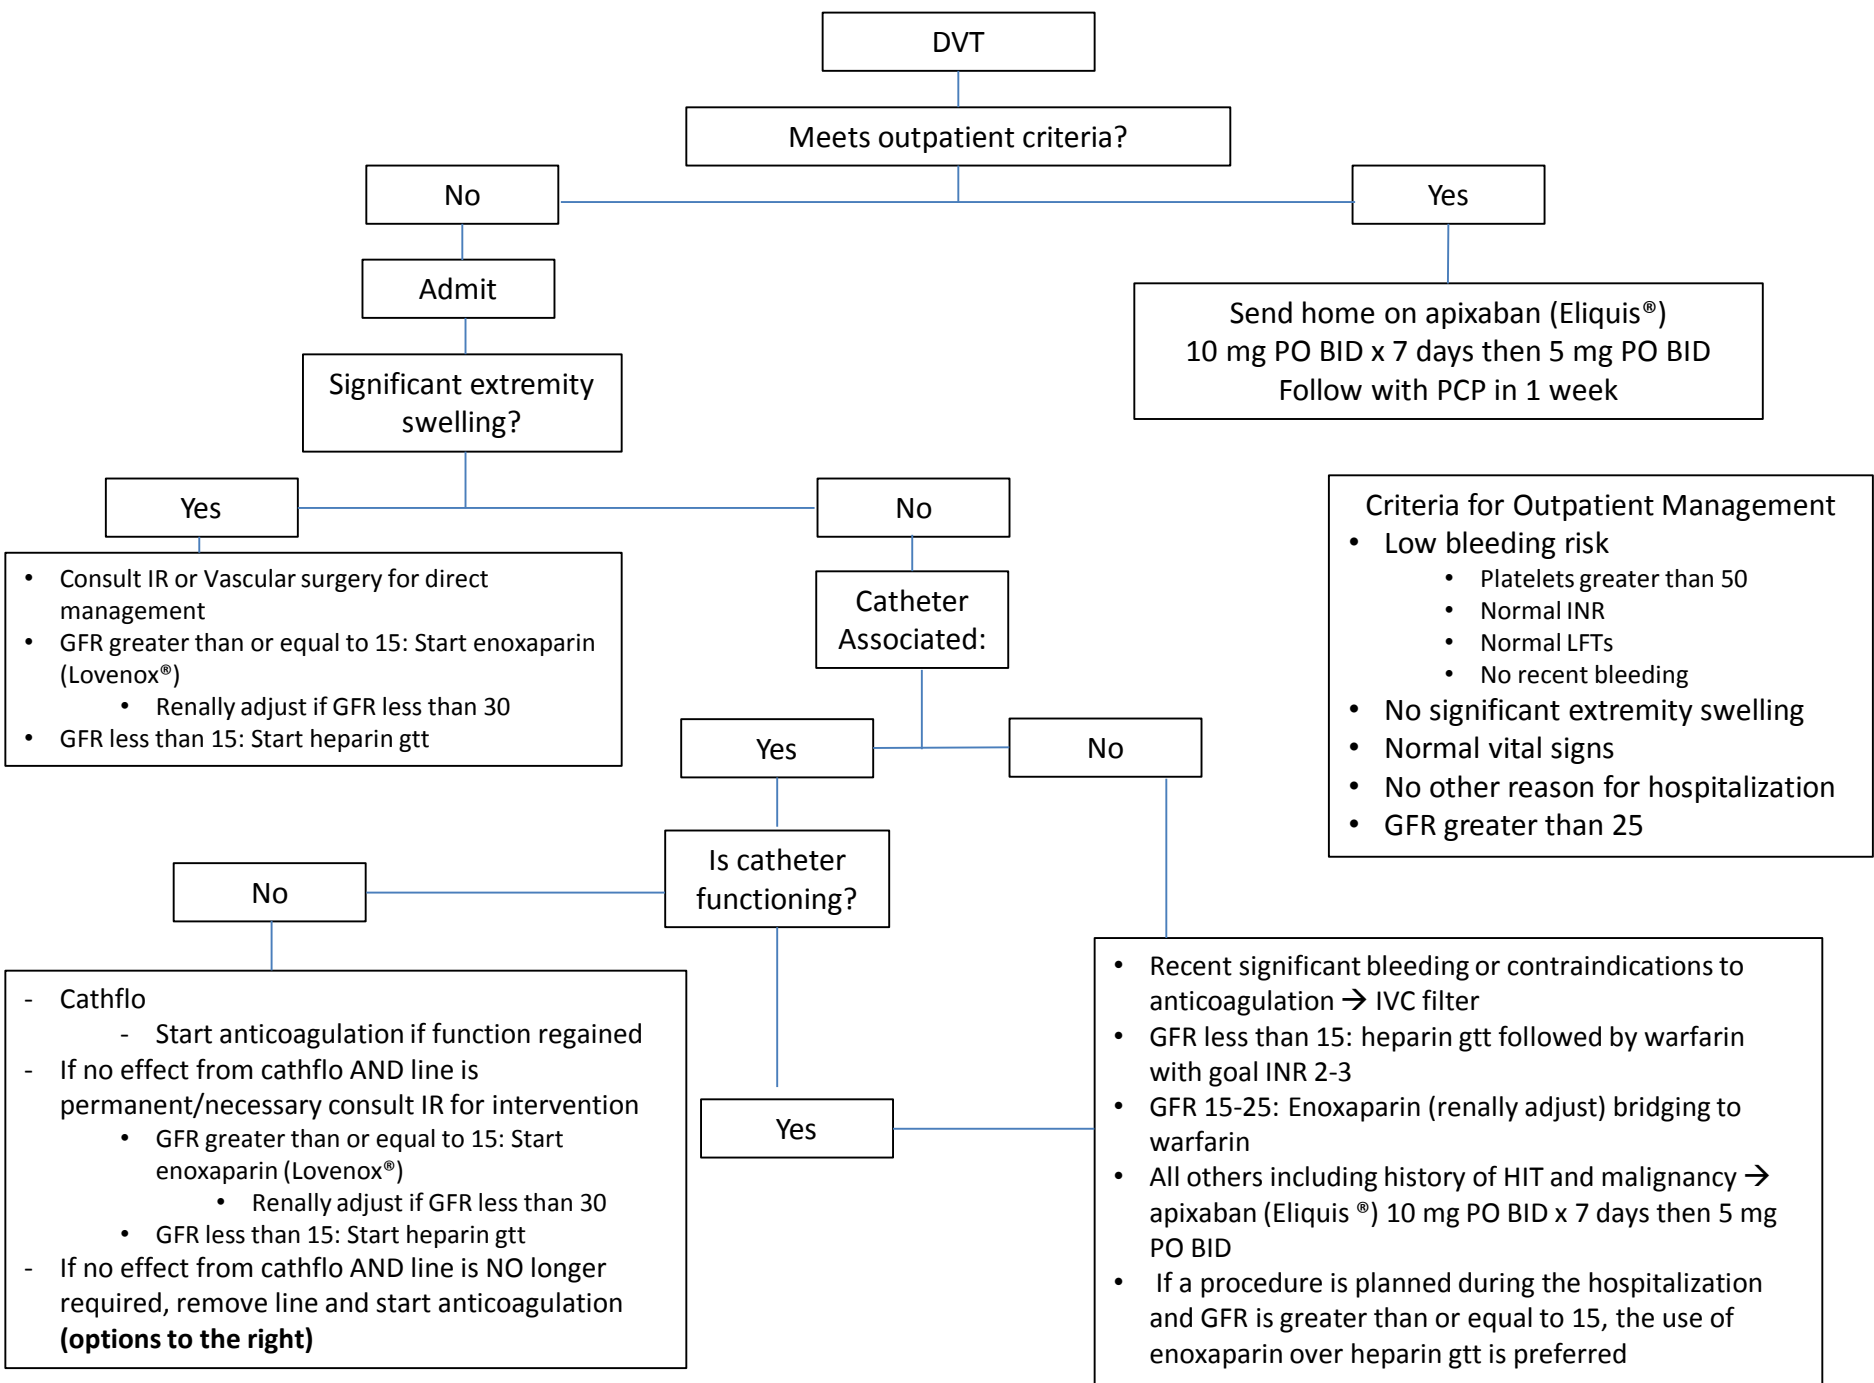 DVT
Meets outpatient criteria?
No
Yes
Admit
Send home on apixaban (Eliquis®)
10 mg PO BID x 7 days then 5 mg PO BID
Follow with PCP in 1 week
Significant extremity
swelling?
Yes
No
Criteria for Outpatient Management
• Low bleeding risk
• Platelets greater than 50
• Normal INR
• Normal LFTs
• No recent bleeding
• No significant extremity swelling
• Normal vital signs
• No other reason for hospitalization
• GFR greater than 25
• Consult IR or Vascular surgery for direct
management
• GFR greater than or equal to 15: Start enoxaparin
(Lovenox®)
• Renally adjust if GFR less than 30
• GFR less than 15: Start heparin gtt
Catheter
Associated:
Yes
No
Is catheter
functioning?
No
Yes
- Cathflo
- Start anticoagulation if function regained
- If no effect from cathflo AND line is
permanent/necessary consult IR for intervention
• GFR greater than or equal to 15: Start
enoxaparin (Lovenox®)
• Renally adjust if GFR less than 30
• GFR less than 15: Start heparin gtt
- If no effect from cathflo AND line is NO longer
required, remove line and start anticoagulation
(options to the right)
• Recent significant bleeding or contraindications to
anticoagulation → IVC filter
• GFR less than 15: heparin gtt followed by warfarin
with goal INR 2-3
• GFR 15-25: Enoxaparin (renally adjust) bridging to
warfarin
• All others including history of HIT and malignancy →
apixaban (Eliquis ®) 10 mg PO BID x 7 days then 5 mg
PO BID
• If a procedure is planned during the hospitalization
and GFR is greater than or equal to 15, the use of
enoxaparin over heparin gtt is preferred